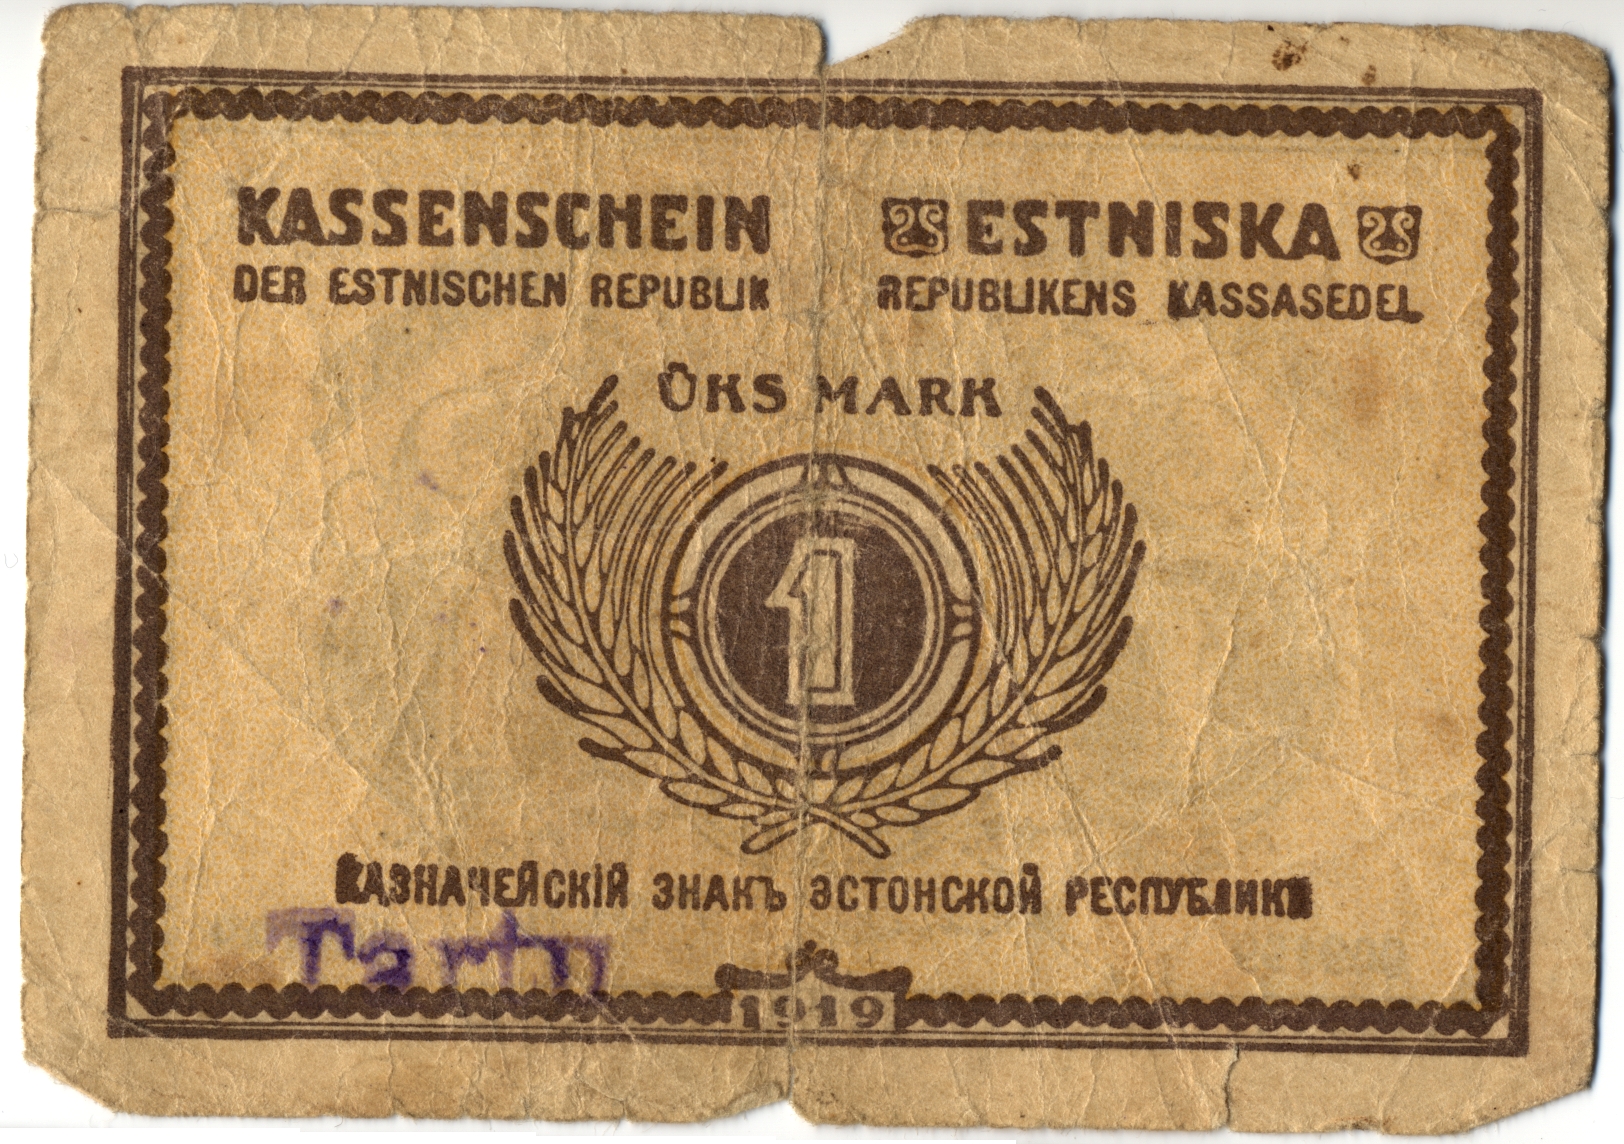 KASSENSCHEIN
DER ESTNISCHEN REPUBLIK
ESTNISKA
REPUBLIKENS KASSASEDEL
ÜKS MARK
1
КАЗНАЧЕЙСКІЙ ЗНАКЪ ЭСТОНСКОЙ РЕСПУБЛИКИ
Tartu
1919